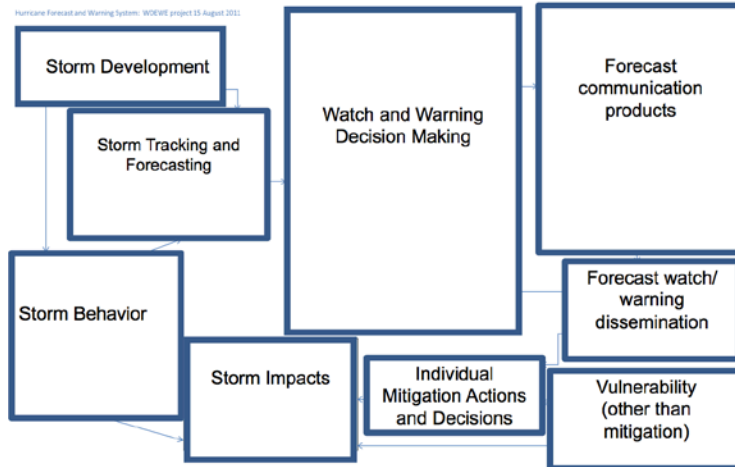 Hurricane Forecast and Warning System: WDEWE project 15 August 2011
Storm Development
Storm Tracking and
Forecasting
Watch and Warning
Decision Making
Forecast
communication
products
Storm Behavior
Forecast watch/
warning
dissemination
Storm Impacts
Individual
Mitigation Actions
and Decisions
Vulnerability
(other than
mitigation)